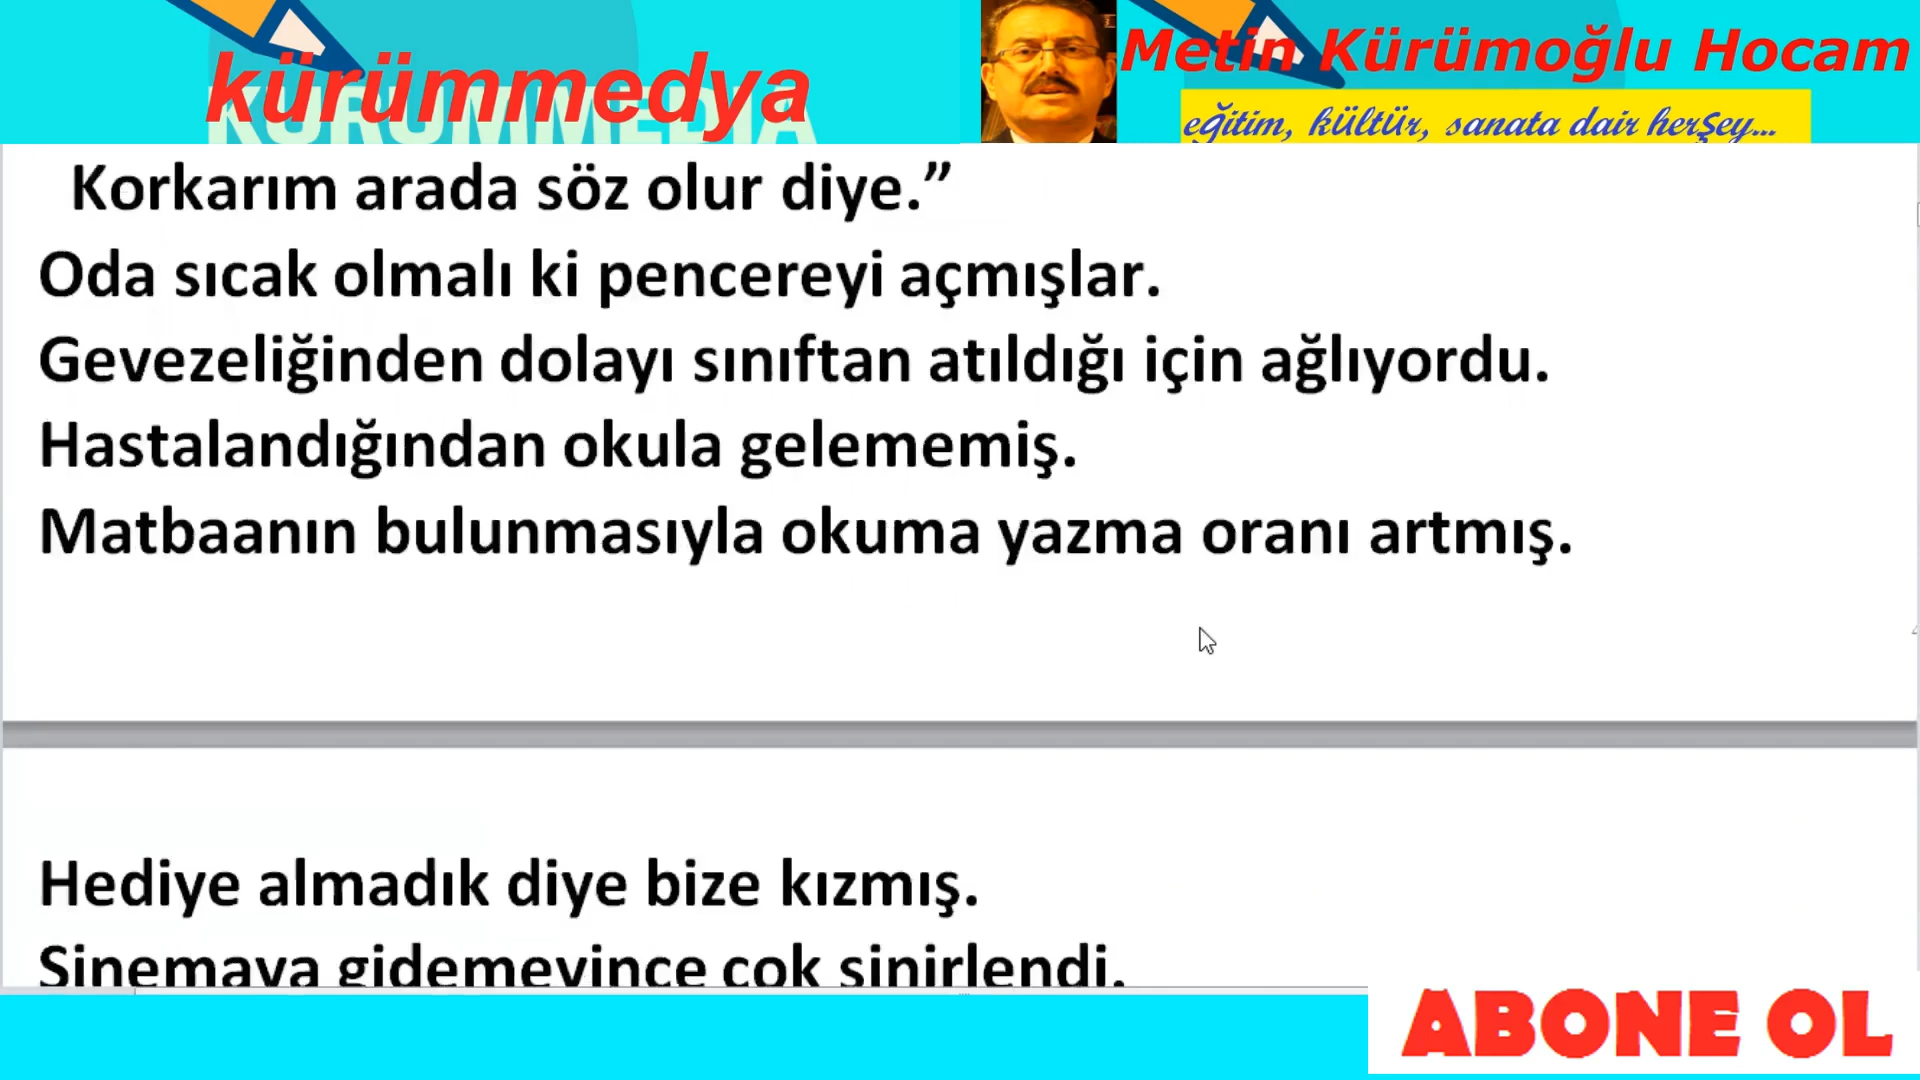 kürümmedya
KÜRÜMMEDIA
Metin Kürümoğlu Hocam
eğitim, kültür, sanata dair herşey...
Korkarım arada söz olur diye.”
Oda sıcak olmalı ki pencereyi açmışlar.
Gevezeliğinden dolayı sınıftan atıldığı için ağlıyordu.
Hastalandığından okula gelememiş.
Matbaanın bulunmasıyla okuma yazma oranı artmış.
Hediye almadık diye bize kızmış.
Sinemaya gidemeyince çok sinirlendi.
ABONE OL